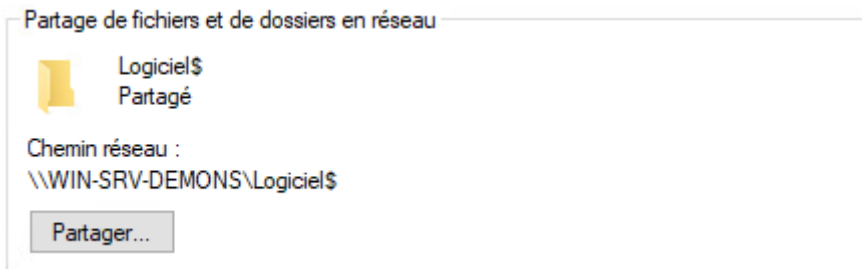 Partage de fichiers et de dossiers en réseau
Logiciel$
Partagé
Chemin réseau :
\\WIN-SRV-DEMONS\Logiciel$
Partager...